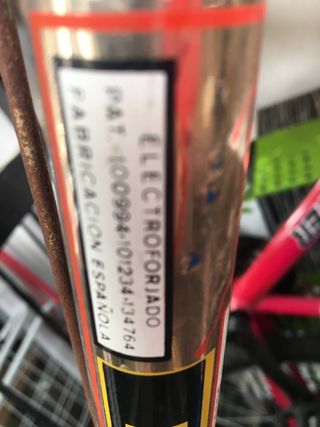 ELECTROFORJADO
PAT. 100994-101234-134764
FABRICACION ESPAÑOLA